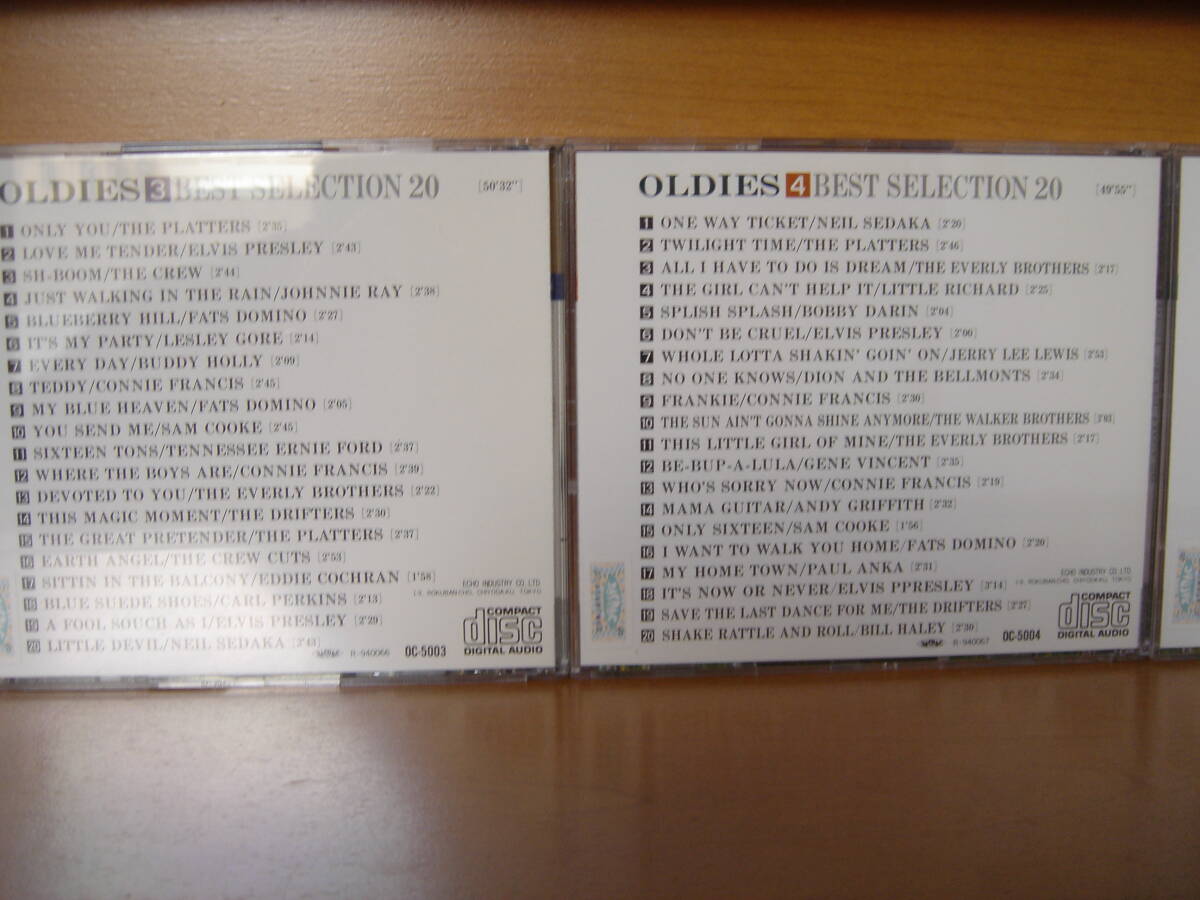 OLDIES 3 BEST SELECTION 20 [50'32"]
1 ONLY YOU/THE PLATTERS [2'35]
2 LOVE ME TENDER/ELVIS PRESLEY [2'43]
3 SH-BOOM/THE CREW [2'44]
4 JUST WALKING IN THE RAIN/JOHNNIE RAY [2'38]
5 BLUEBERRY HILL/FATS DOMINO [2'27]
6 IT'S MY PARTY/LESLEY GORE [2'14]
7 EVERY DAY/BUDDY HOLLY [2'09]
8 TEDDY/CONNIE FRANCIS [2'45]
9 MY BLUE HEAVEN/FATS DOMINO [2'05]
10 YOU SEND ME/SAM COOKE [2'45]
11 SIXTEEN TONS/TENNESSEE ERNIE FORD [2'37]
12 WHERE THE BOYS ARE/CONNIE FRANCIS [2'39]
13 DEVOTED TO YOU/THE EVERLY BROTHERS [2'22]
14 THIS MAGIC MOMENT/THE DRIFTERS [2'30]
15 THE GREAT PRETENDER/THE PLATTERS [2'37]
16 EARTH ANGEL/THE CREW CUTS [2'53]
17 SITTIN IN THE BALCONY/EDDIE COCHRAN [1'58]
18 BLUE SUEDE SHOES/CARL PERKINS [2'13]
19 A FOOL SOUCH AS I/ELVIS PRESLEY [2'29]
20 LITTLE DEVIL/NEIL SEDAKA [2'43]
ECHO INDUSTRY CO.,LTD
COMPACT
disc
DIGITAL AUDIO
R-940066 OC-5003
OLDIES 4 BEST SELECTION 20 [49'55"]
1 ONE WAY TICKET/NEIL SEDAKA [2'20]
2 TWILIGHT TIME/THE PLATTERS [2'46]
3 ALL I HAVE TO DO IS DREAM/THE EVERLY BROTHERS [2'17]
4 THE GIRL CAN'T HELP IT/LITTLE RICHARD [2'25]
5 SPLISH SPLASH/BOBBY DARIN [2'04]
6 DON'T BE CRUEL/ELVIS PRESLEY [2'00]
7 WHOLE LOTTA SHAKIN' GOIN' ON/JERRY LEE LEWIS [2'53]
8 NO ONE KNOWS/DION AND THE BELLMONTS [2'34]
9 FRANKIE/CONNIE FRANCIS [2'30]
10 THE SUN AIN'T GONNA SHINE ANYMORE/THE WALKER BROTHERS [3'03]
11 THIS LITTLE GIRL OF MINE/THE EVERLY BROTHERS [2'17]
12 BE-BUP-A-LULA/GENE VINCENT [2'35]
13 WHO'S SORRY NOW/CONNIE FRANCIS [2'19]
14 MAMA GUITAR/ANDY GRIFFITH [2'32]
15 ONLY SIXTEEN/SAM COOKE [1'56]
16 I WANT TO WALK YOU HOME/FATS DOMINO [2'20]
17 MY HOME TOWN/PAUL ANKA [2'31]
18 IT'S NOW OR NEVER/ELVIS PPRESLEY [3'14]
19 SAVE THE LAST DANCE FOR ME/THE DRIFTERS [2'27]
20 SHAKE RATTLE AND ROLL/BILL HALEY [2'30]
ECHO INDUSTRY CO.,LTD
COMPACT
disc
DIGITAL AUDIO
R-940067 OC-5004